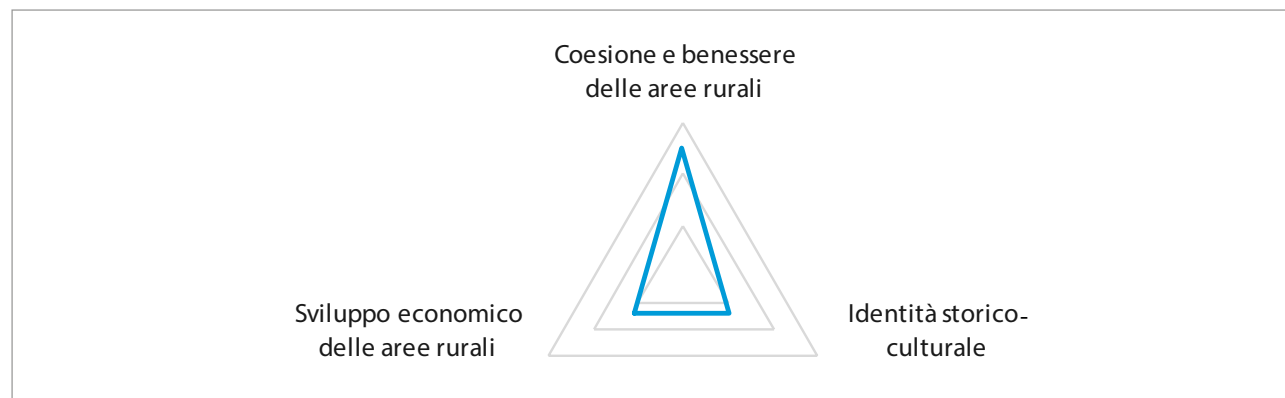 Coesione e benessere
delle aree rurali
Sviluppo economico
delle aree rurali
Identità storico-
culturale